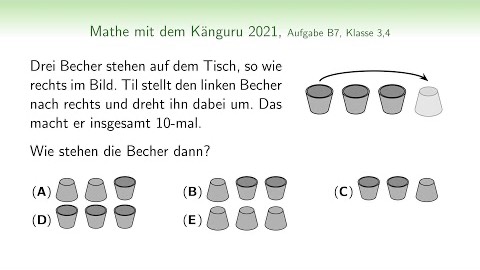 Mathe mit dem Känguru 2021, Aufgabe B7, Klasse 3,4
Drei Becher stehen auf dem Tisch, so wie
rechts im Bild. Til stellt den linken Becher
nach rechts und dreht ihn dabei um. Das
macht er insgesamt 10-mal.
Wie stehen die Becher dann?
(A) (B) (C)
(D) (E)